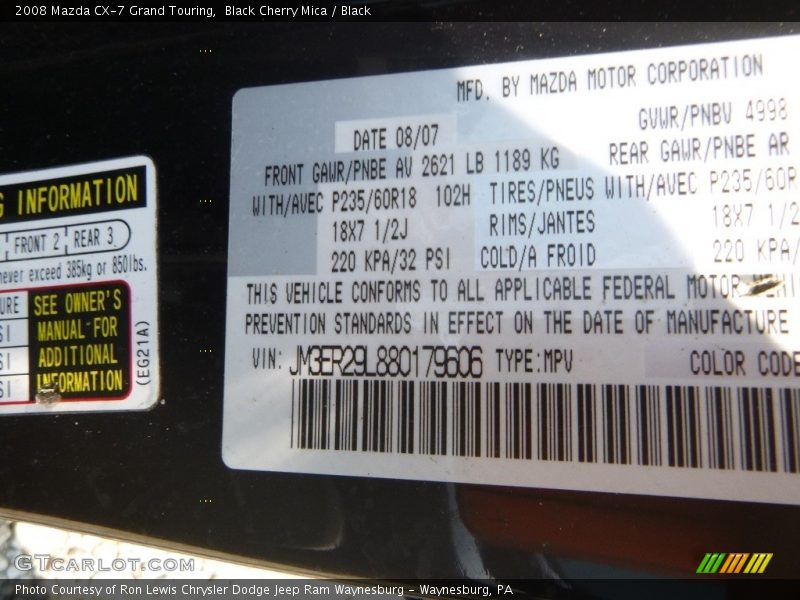 2008 Mazda CX-7 Grand Touring,  Black Cherry Mica / Black
MFD. BY MAZDA MOTOR CORPORATION
DATE 08/07
GVWR/PNBV 4998
FRONT GAWR/PNBE AV 2621 LB 1189 KG
REAR GAWR/PNBE AR
WITH/AVEC P235/60R18 102H TIRES/PNEUS WITH/AVEC P235/60R
18X7 1/2J RIMS/JANTES 18X7 1/2
220 KPA/32 PSI COLD/A FROID 220 KPA/
THIS VEHICLE CONFORMS TO ALL APPLICABLE FEDERAL MOTOR
PREVENTION STANDARDS IN EFFECT ON THE DATE OF MANUFACTURE
VIN: JM3ER29L880179606 TYPE:MPV COLOR CODE
G INFORMATION
FRONT 2 REAR 3
never exceed 385kg or 850lbs.
URE
SI
SI
SI
SEE OWNER'S
MANUAL FOR
ADDITIONAL
INFORMATION
(EG21A)
GTCARLOT.COM
Photo Courtesy of Ron Lewis Chrysler Dodge Jeep Ram Waynesburg - Waynesburg, PA